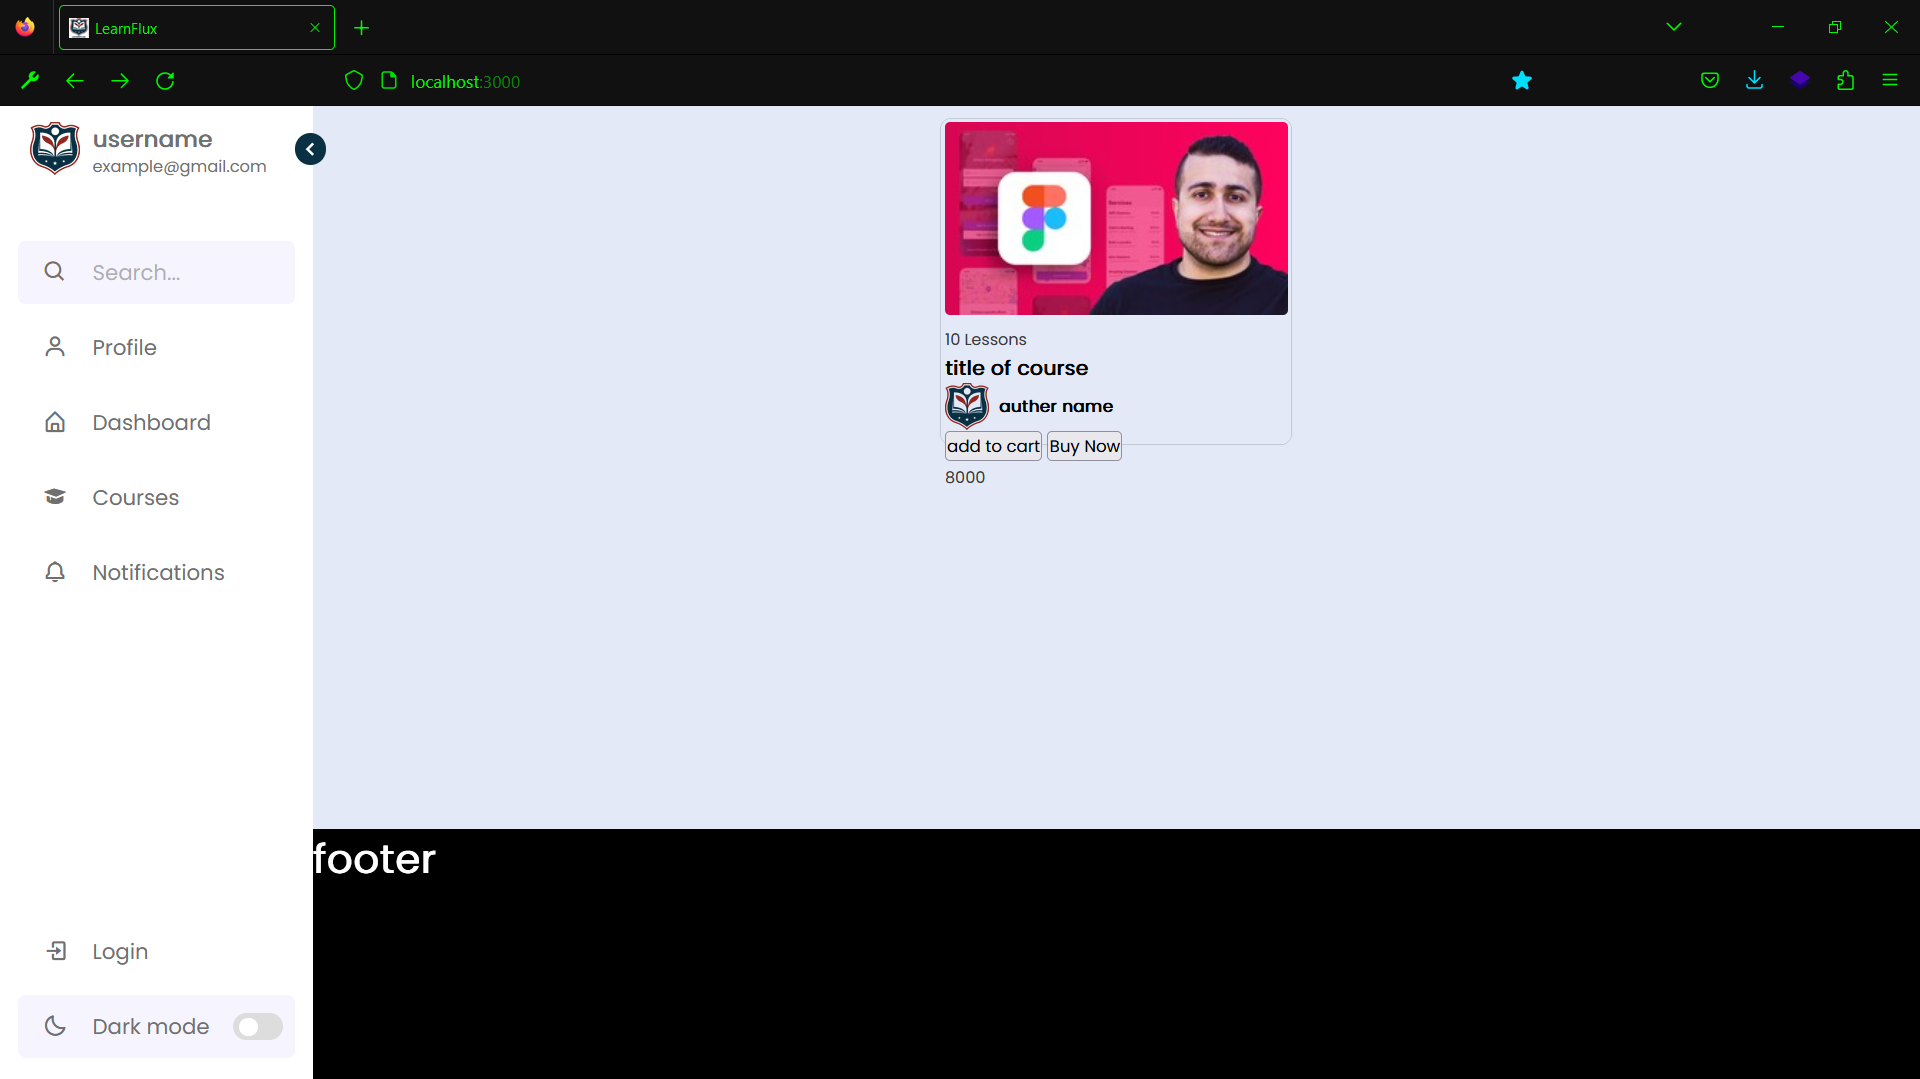 LearnFlux
localhost:3000
username
example@gmail.com
Search...
Profile
Dashboard
Courses
Notifications
Login
Dark mode
Services
10 Lessons
title of course
auther name
add to cart
Buy Now
8000
footer